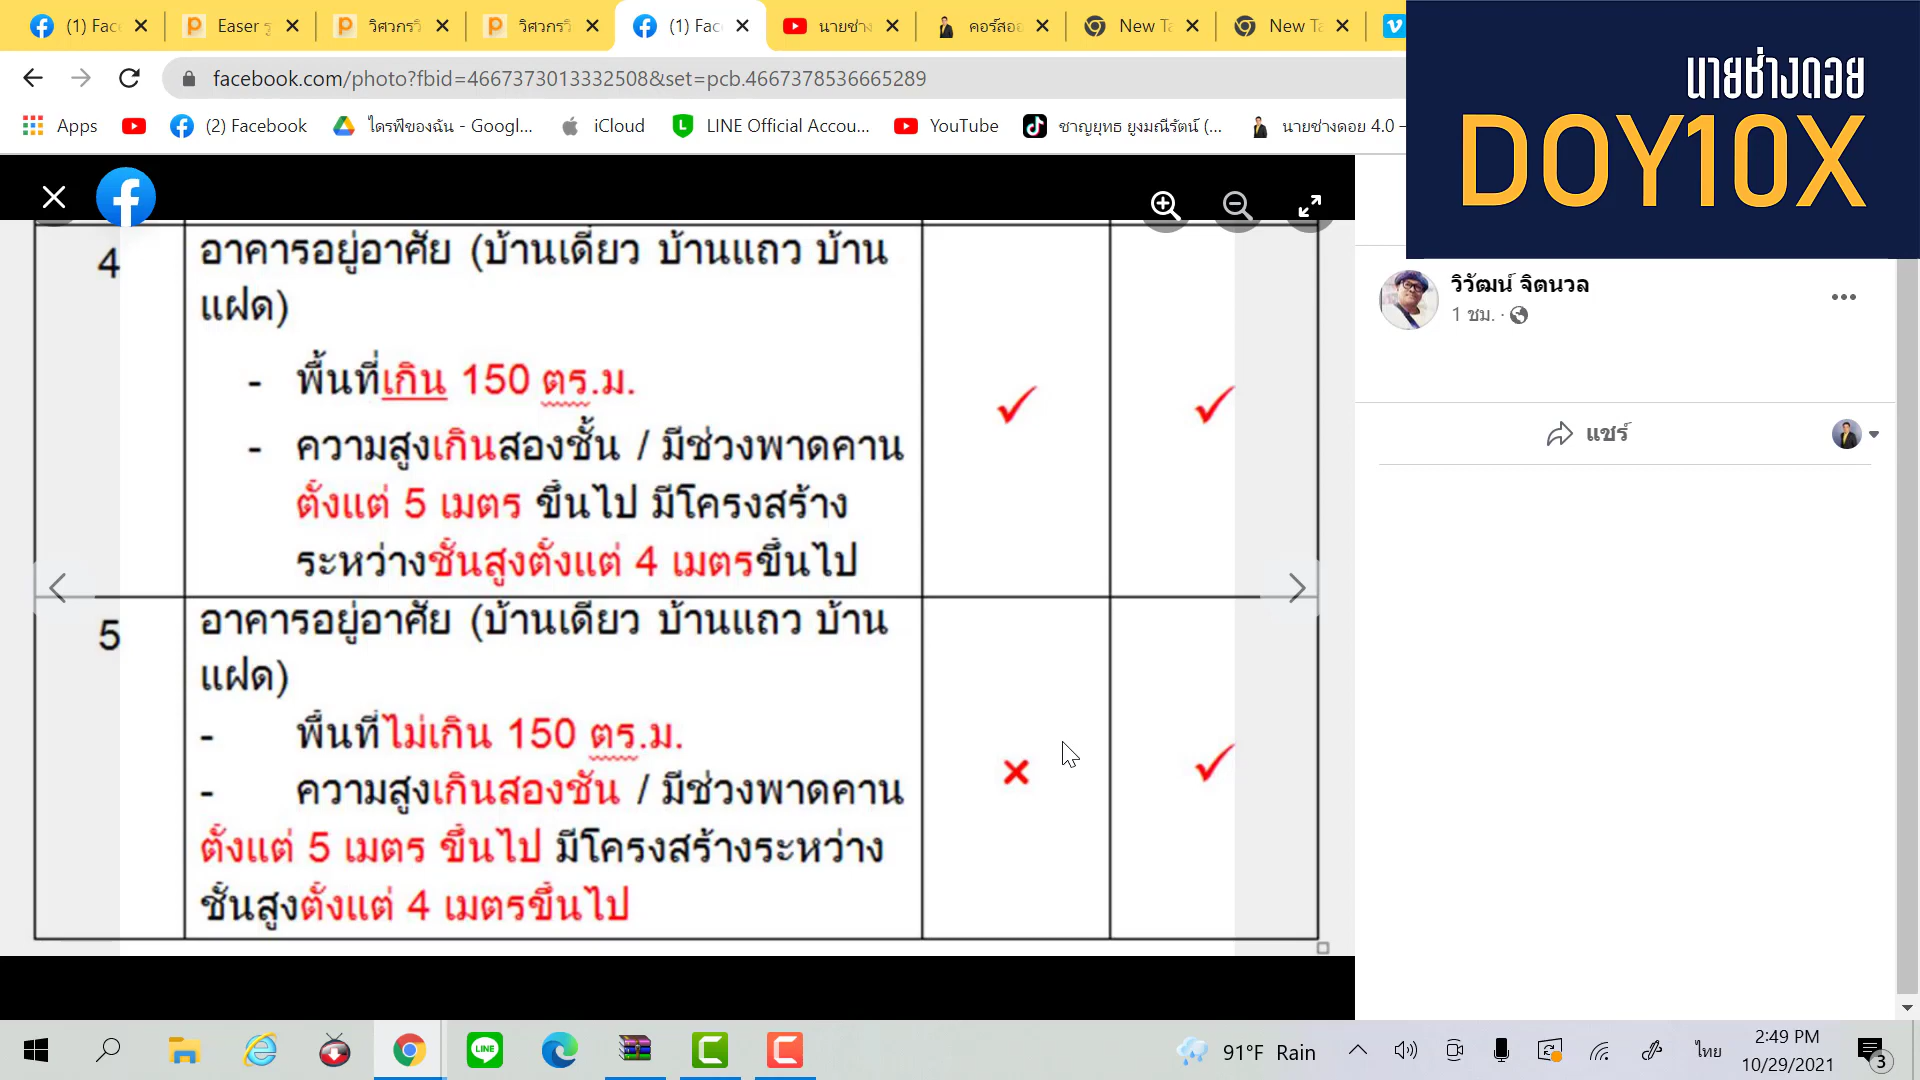 (1) Fac
Easer รู
วิศวกรวิ
วิศวกรวิ
(1) Fac
นายช่าง
คอร์สออ
New Ta
New Ta
นายช่างดอย
DOY10X
facebook.com/photo?fbid=4667373013332508&set=pcb.4667378536665289
Apps
(2) Facebook
ไดรฟ์ของฉัน - Googl...
iCloud
LINE Official Accou...
YouTube
ชาญยุทธ ยูงมณีรัตน์ (...
นายช่างดอย 4.0 -
4
อาคารอยู่อาศัย (บ้านเดี่ยว บ้านแถว บ้าน
แฝด)
- พื้นที่เกิน 150 ตร.ม.
- ความสูงเกินสองชั้น / มีช่วงพาดคาน
ตั้งแต่ 5 เมตร ขึ้นไป มีโครงสร้าง
ระหว่างชั้นสูงตั้งแต่ 4 เมตรขึ้นไป
✓ ✓
5
อาคารอยู่อาศัย (บ้านเดี่ยว บ้านแถว บ้าน
แฝด)
- พื้นที่ไม่เกิน 150 ตร.ม.
- ความสูงเกินสองชั้น / มีช่วงพาดคาน
ตั้งแต่ 5 เมตร ขึ้นไป มีโครงสร้างระหว่าง
ชั้นสูงตั้งแต่ 4 เมตรขึ้นไป
× ✓
วิวัฒน์ จิตนวล
1 ชม. ·
แชร์
LINE
91°F Rain
ไทย
2:49 PM
10/29/2021
3